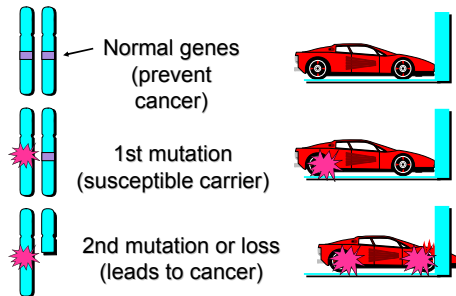 Normal genes
(prevent
cancer)
1st mutation
(susceptible carrier)
2nd mutation or loss
(leads to cancer)